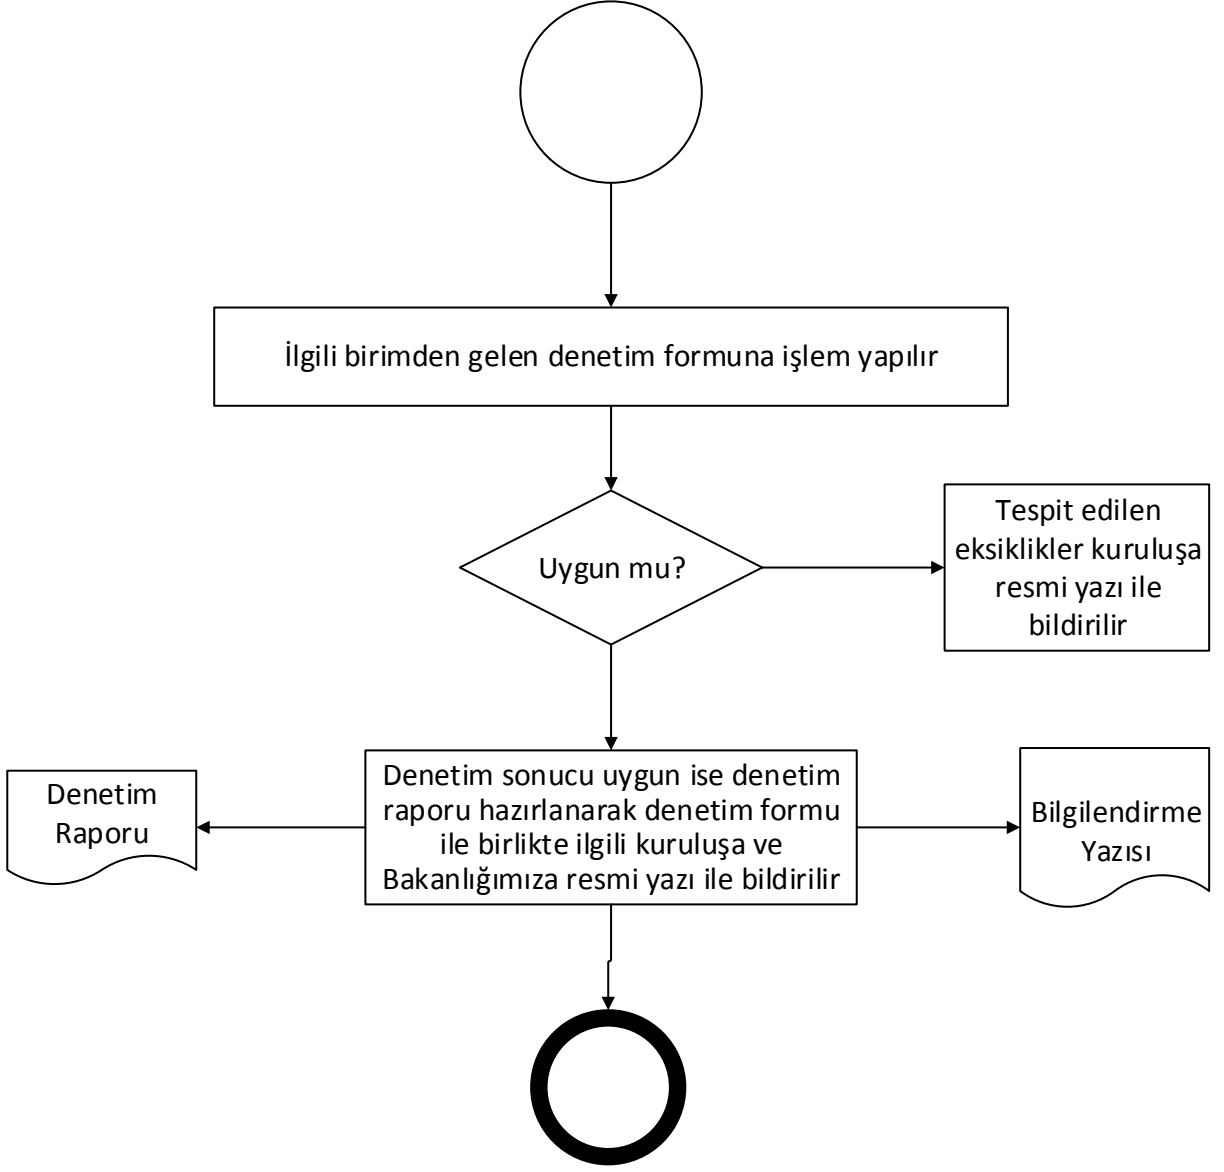 İlgili birimden gelen denetim formuna işlem yapılır
Uygun mu?
Tespit edilen
eksiklikler kuruluşa
resmi yazı ile
bildirilir
Denetim sonucu uygun ise denetim
raporu hazırlanarak denetim formu
ile birlikte ilgili kuruluşa ve
Bakanlığımıza resmi yazı ile bildirilir
Denetim
Raporu
Bilgilendirme
Yazısı